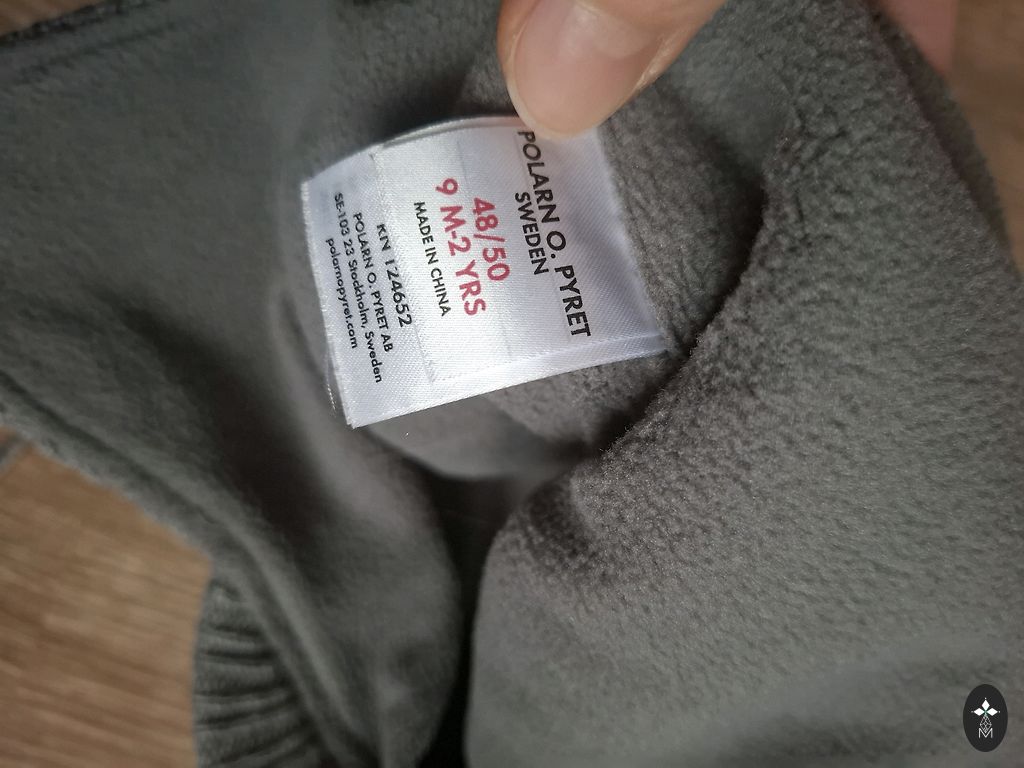 POLARN O. PYRET
SWEDEN
48/50
9 M-2 YRS
MADE IN CHINA
KN 124652
POLARN O. PYRET AB
SE-103 23 Stockholm, Sweden
polarnopyret.com
M